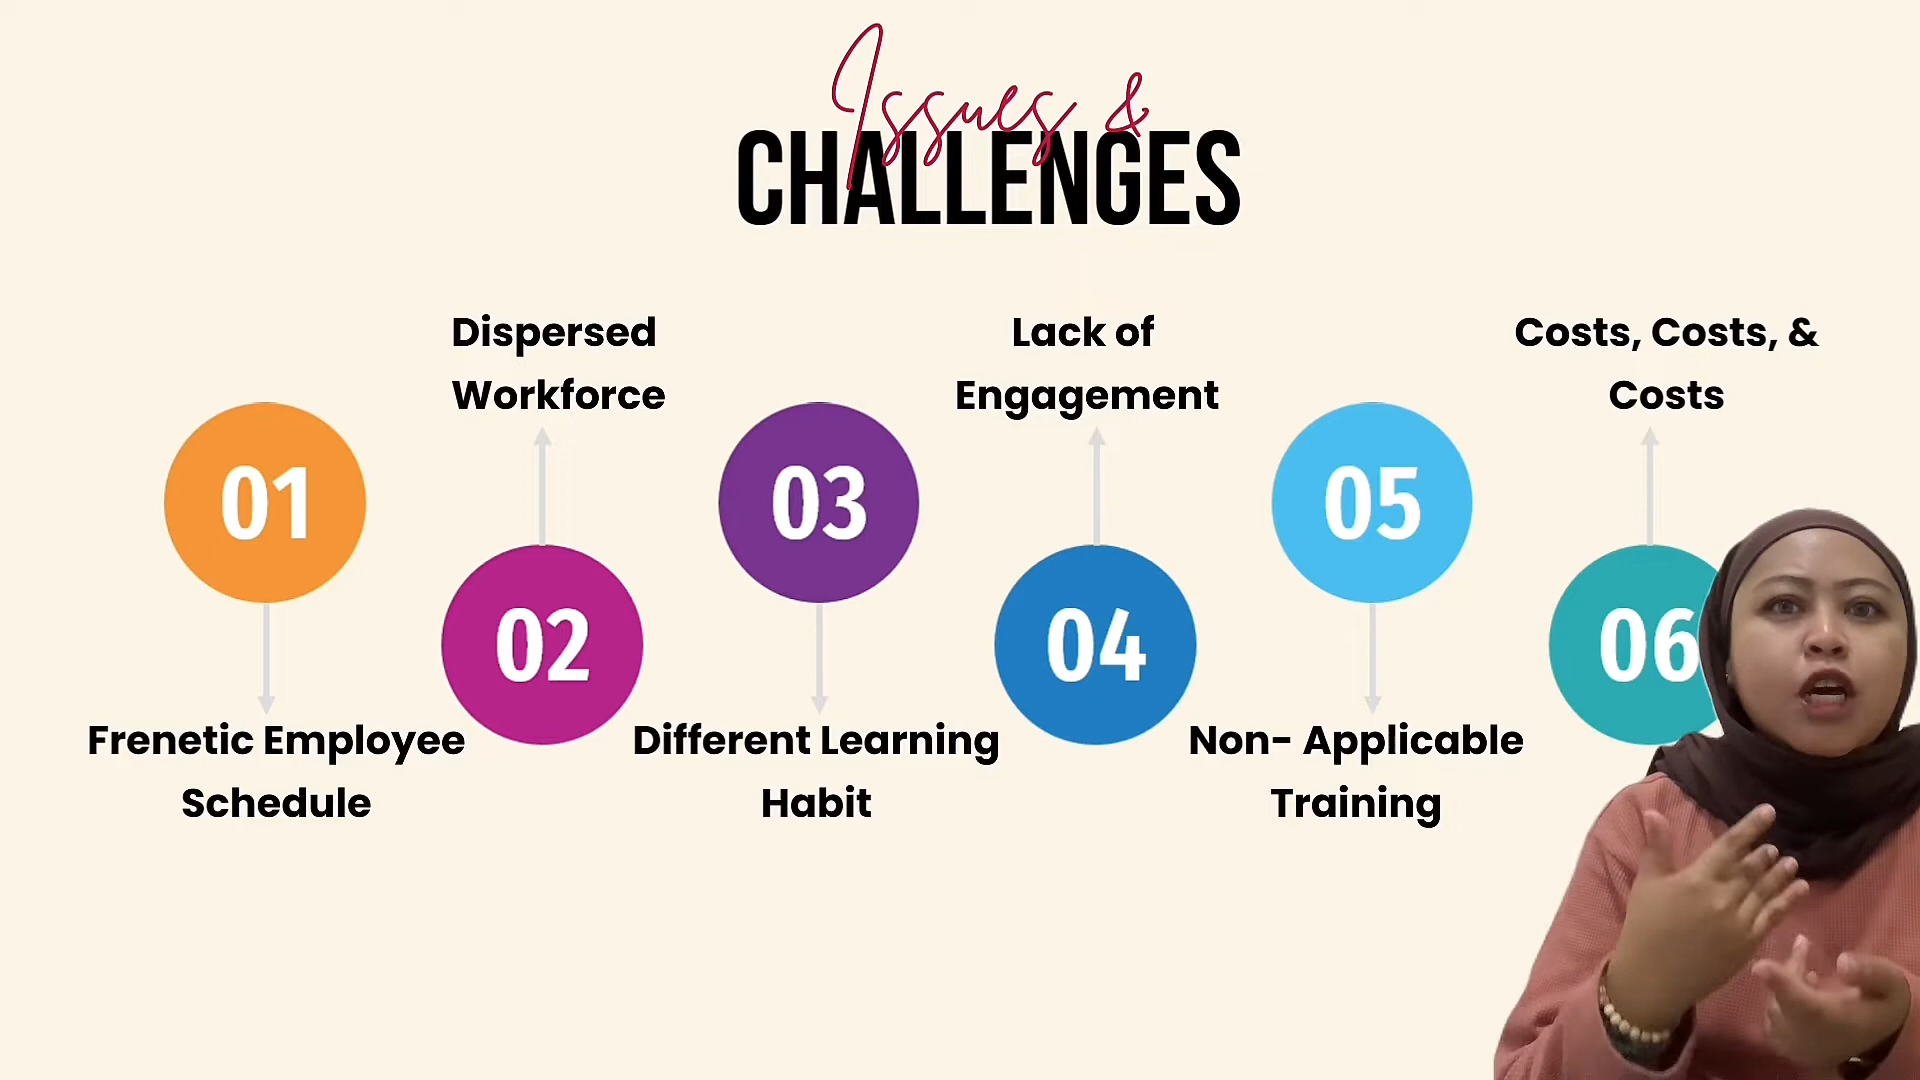 Issues &
CHALLENGES
01
Frenetic Employee
Schedule
Dispersed
Workforce
02
03
Different Learning
Habit
Lack of
Engagement
04
05
Non- Applicable
Training
Costs, Costs, &
Costs
06